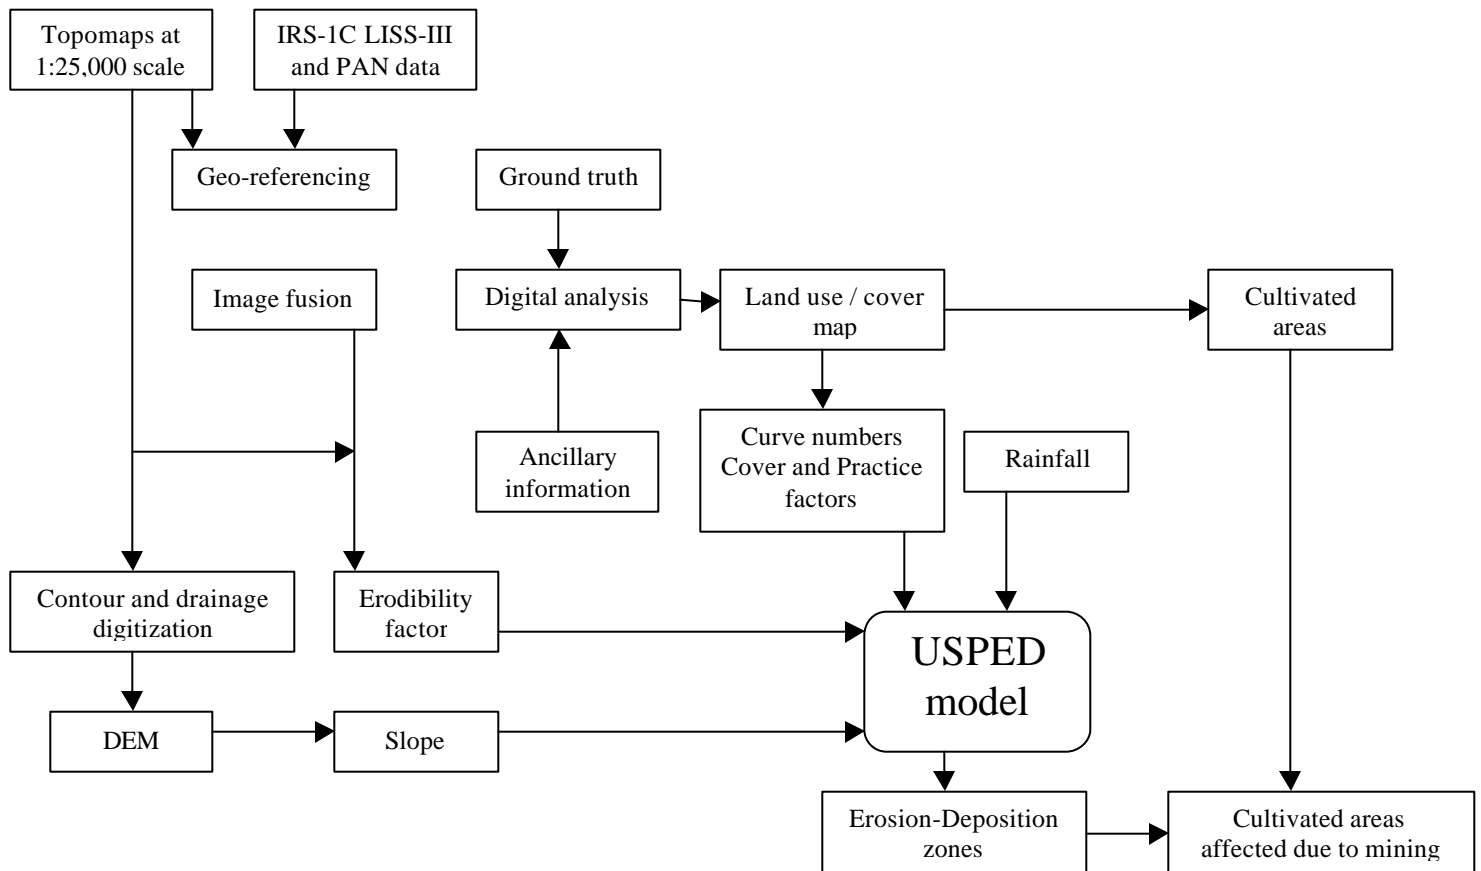 Topomaps at
1:25,000 scale
IRS-1C LISS-III
and PAN data
Geo-referencing
Ground truth
Image fusion
Digital analysis
Land use / cover
map
Cultivated
areas
Ancillary
information
Curve numbers
Cover and Practice
factors
Rainfall
Contour and drainage
digitization
Erodibility
factor
USPED
model
DEM
Slope
Erosion-Deposition
zones
Cultivated areas
affected due to mining